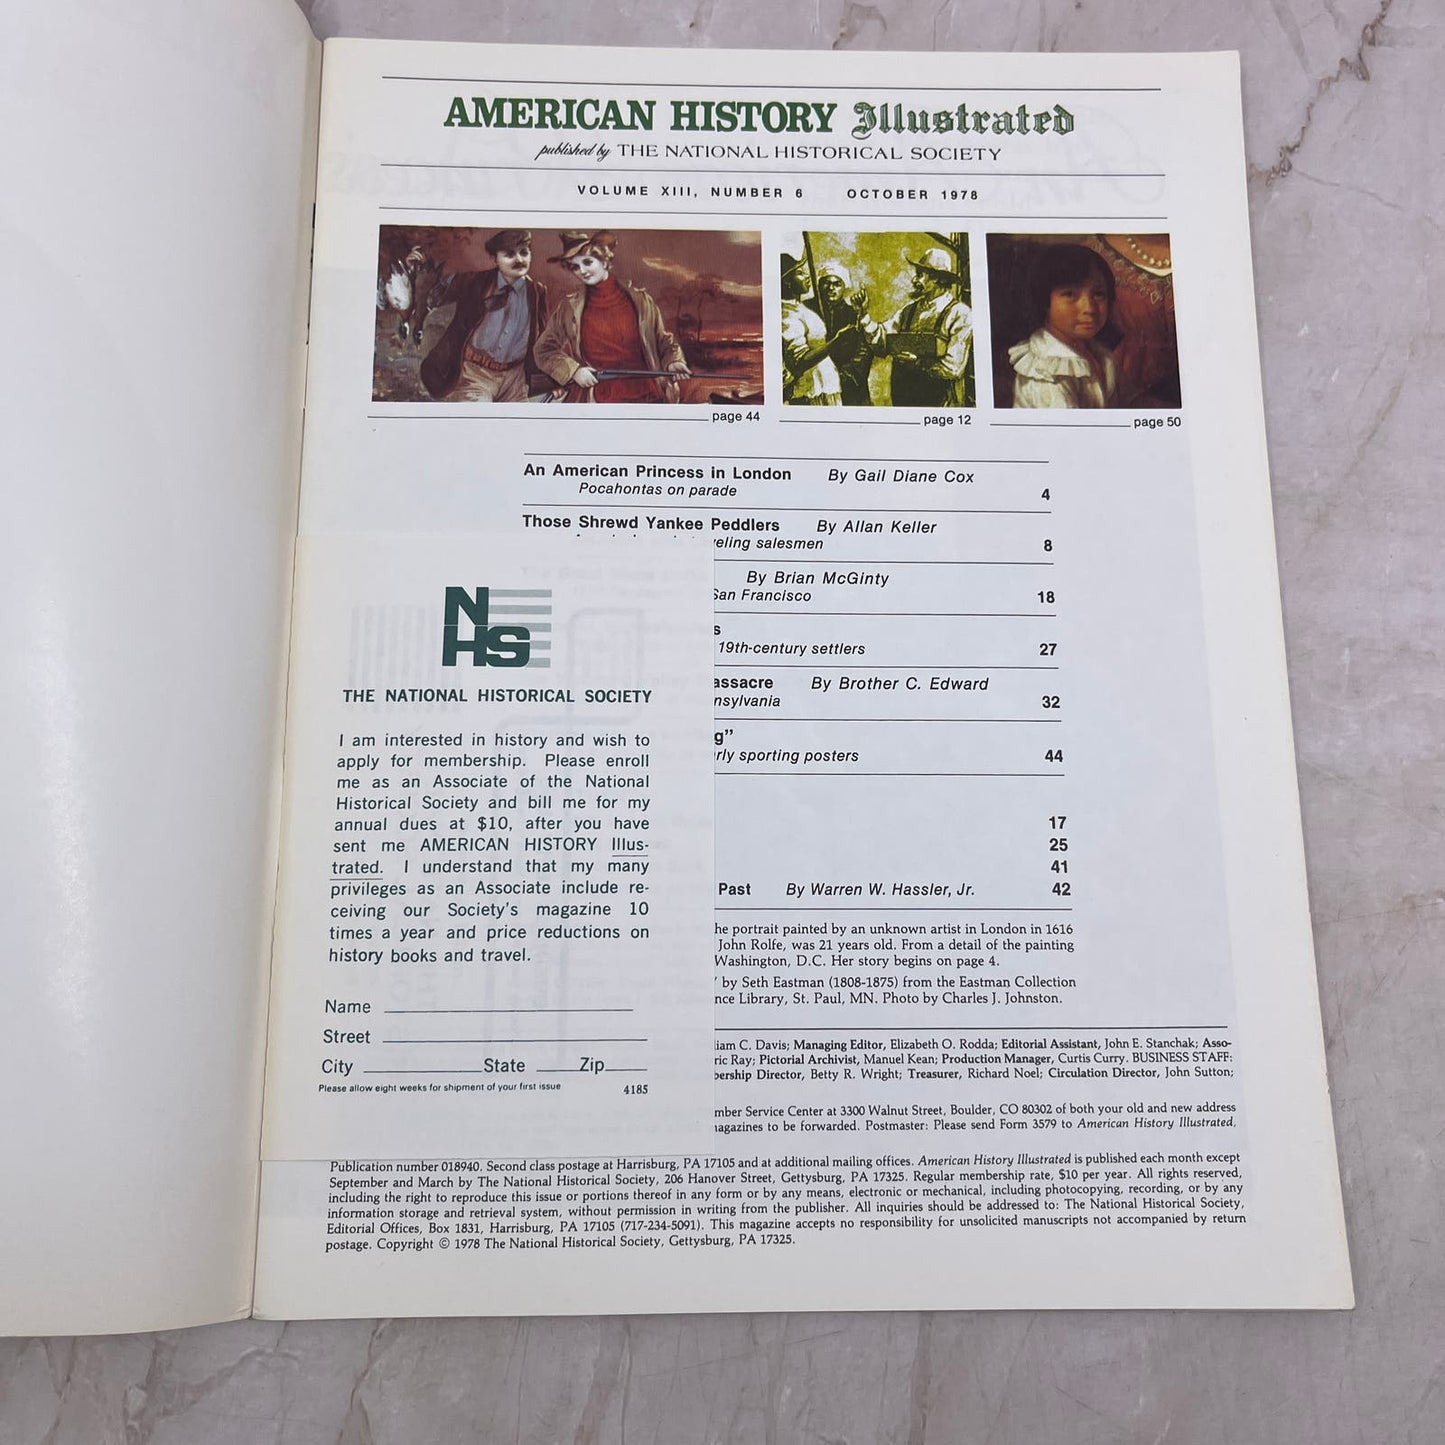 AMERICAN HISTORY Illustrated
published by THE NATIONAL HISTORICAL SOCIETY
VOLUME XIII, NUMBER 6 OCTOBER 1978
page 44
page 12
page 50
An American Princess in London By Gail Diane Cox
Pocahontas on parade 4
Those Shrewd Yankee Peddlers By Allan Keller
veling salesmen 8
By Brian McGinty
San Francisco 18
s
19th-century settlers 27
assacre By Brother C. Edward
nsylvania 32
g”
rly sporting posters 44
17
25
41
Past By Warren W. Hassler, Jr. 42
he portrait painted by an unknown artist in London in 1616
John Rolfe, was 21 years old. From a detail of the painting
Washington, D.C. Her story begins on page 4.
’ by Seth Eastman (1808-1875) from the Eastman Collection
nce Library, St. Paul, MN. Photo by Charles J. Johnston.
liam C. Davis; Managing Editor, Elizabeth O. Rodda; Editorial Assistant, John E. Stanchak; Asso-
ric Ray; Pictorial Archivist, Manuel Kean; Production Manager, Curtis Curry. BUSINESS STAFF:
bership Director, Betty R. Wright; Treasurer, Richard Noel; Circulation Director, John Sutton;
mber Service Center at 3300 Walnut Street, Boulder, CO 80302 of both your old and new address
agazines to be forwarded. Postmaster: Please send Form 3579 to American History Illustrated,
Publication number 018940. Second class postage at Harrisburg, PA 17105 and at additional mailing offices. American History Illustrated is published each month except
September and March by The National Historical Society, 206 Hanover Street, Gettysburg, PA 17325. Regular membership rate, $10 per year. All rights reserved,
including the right to reproduce this issue or portions thereof in any form or by any means, electronic or mechanical, including photocopying, recording, or by any
information storage and retrieval system, without permission in writing from the publisher. All inquiries should be addressed to: The National Historical Society,
Editorial Offices, Box 1831, Harrisburg, PA 17105 (717-234-5091). This magazine accepts no responsibility for unsolicited manuscripts not accompanied by return
postage. Copyright © 1978 The National Historical Society, Gettysburg, PA 17325.
NHS
THE NATIONAL HISTORICAL SOCIETY
I am interested in history and wish to
apply for membership. Please enroll
me as an Associate of the National
Historical Society and bill me for my
annual dues at $10, after you have
sent me AMERICAN HISTORY Illus-
trated. I understand that my many
privileges as an Associate include re-
ceiving our Society's magazine 10
times a year and price reductions on
history books and travel.
Name
Street
City State Zip
Please allow eight weeks for shipment of your first issue 4185